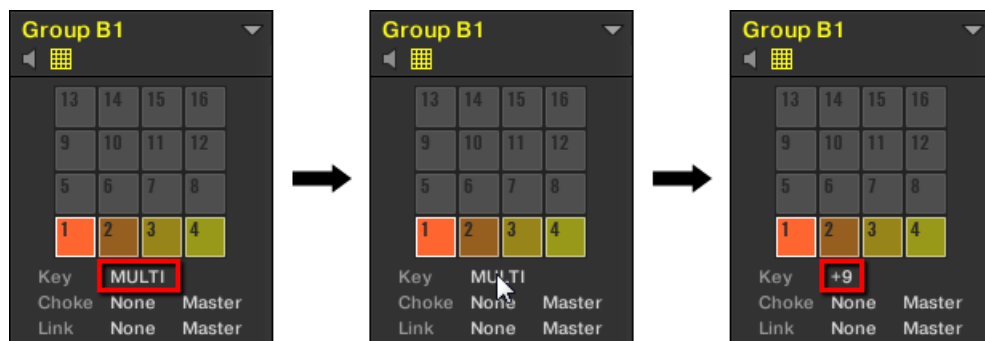 Group B1
13 14 15 16
9 10 11 12
5 6 7 8
1 2 3 4
Key MULTI
Choke None Master
Link None Master
Group B1
13 14 15 16
9 10 11 12
5 6 7 8
1 2 3 4
Key MULTI
Choke None Master
Link None Master
Group B1
13 14 15 16
9 10 11 12
5 6 7 8
1 2 3 4
Key +9
Choke None Master
Link None Master